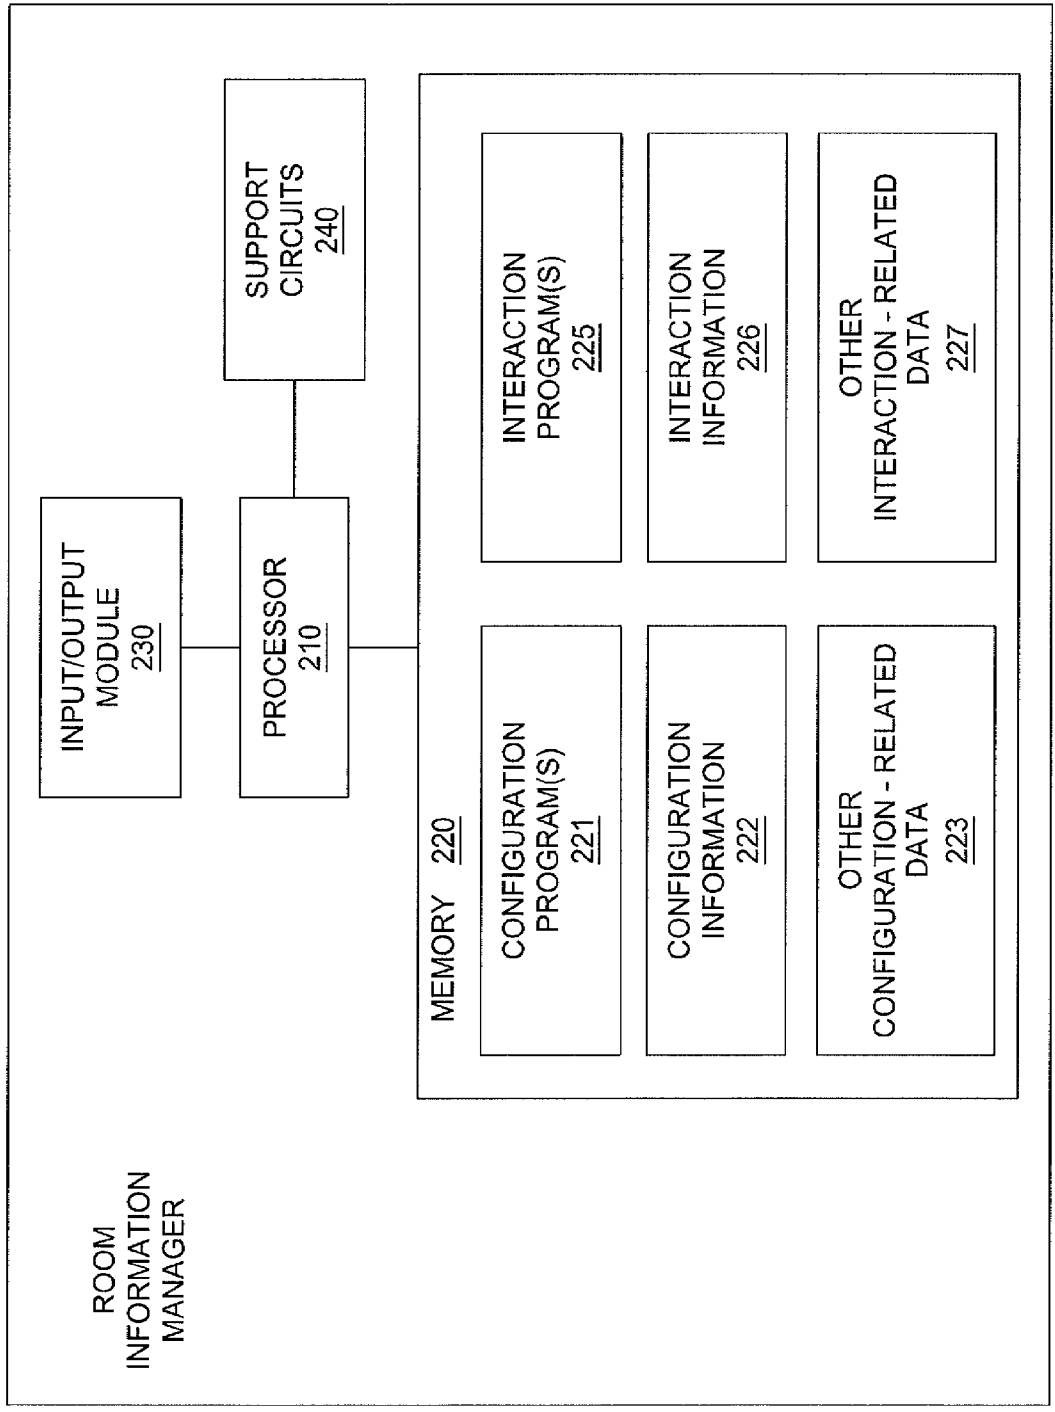 ROOM
INFORMATION
MANAGER
INPUT/OUTPUT
MODULE
230
PROCESSOR
210
SUPPORT
CIRCUITS
240
MEMORY 220
CONFIGURATION
PROGRAM(S)
221
INTERACTION
PROGRAM(S)
225
CONFIGURATION
INFORMATION
222
INTERACTION
INFORMATION
226
OTHER
CONFIGURATION - RELATED
DATA
223
OTHER
INTERACTION - RELATED
DATA
227